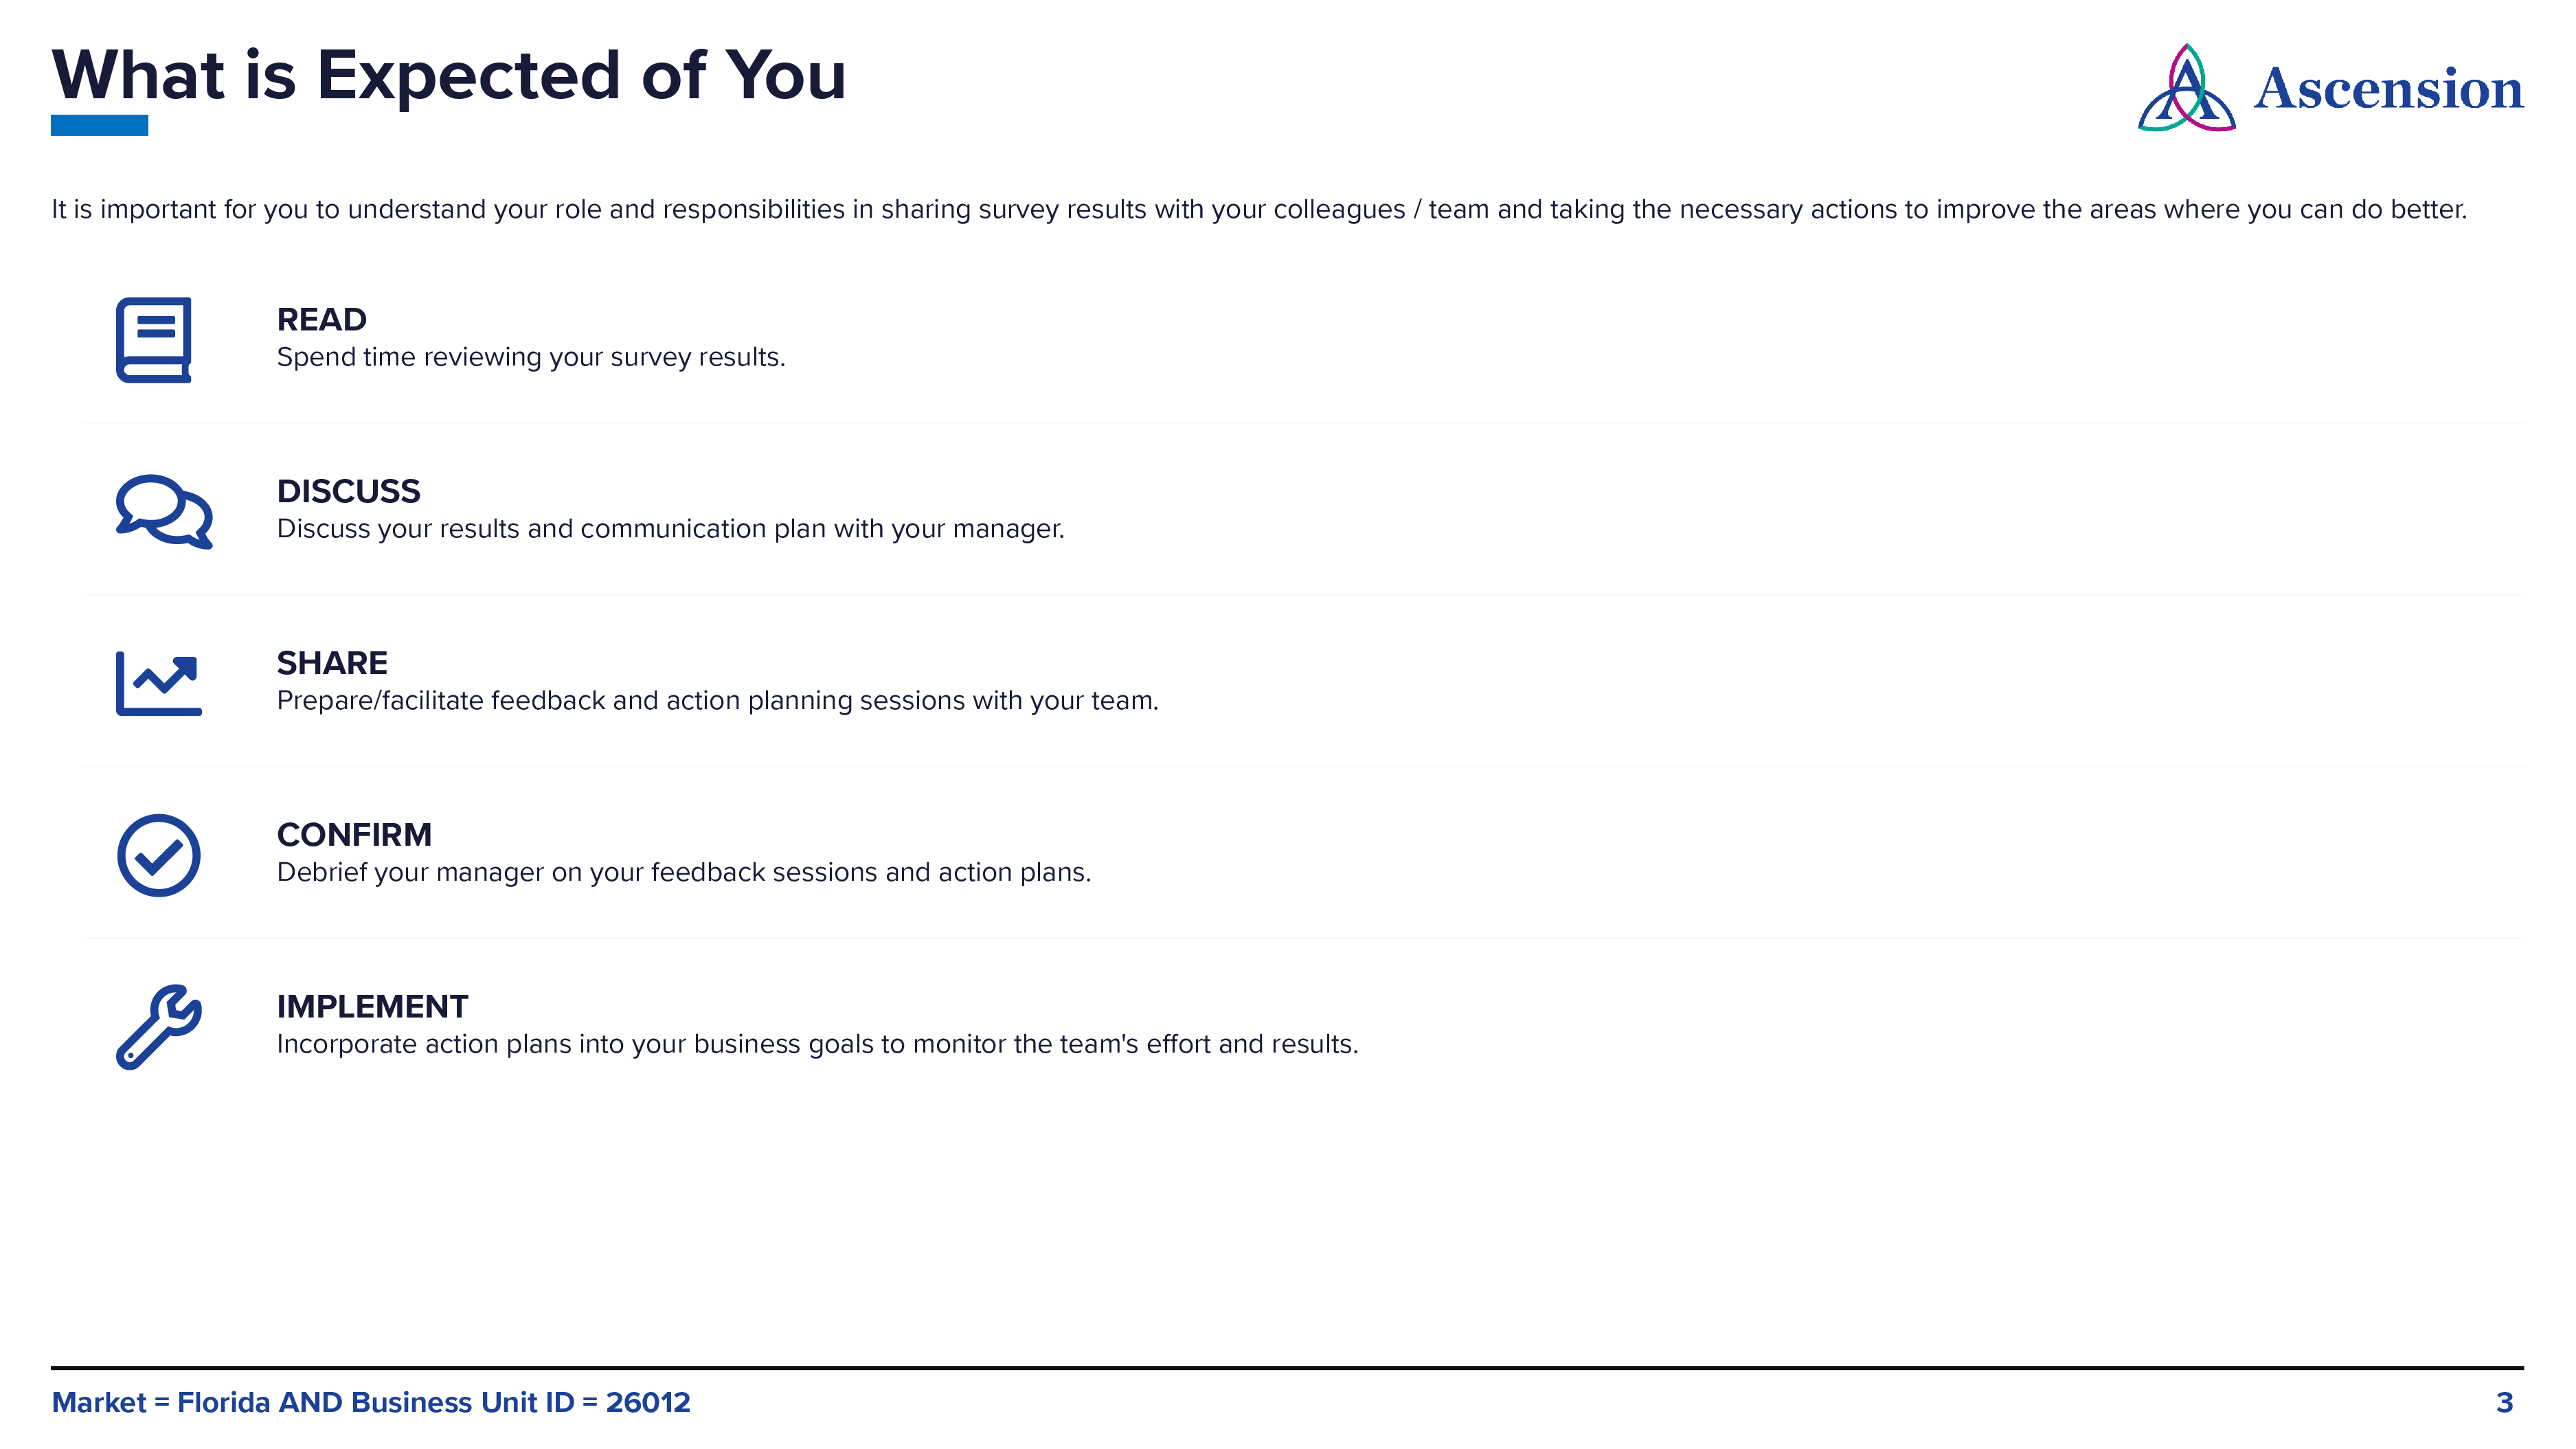 What is Expected of You
Ascension
It is important for you to understand your role and responsibilities in sharing survey results with your colleagues / team and taking the necessary actions to improve the areas where you can do better.
READ
Spend time reviewing your survey results.
DISCUSS
Discuss your results and communication plan with your manager.
SHARE
Prepare/facilitate feedback and action planning sessions with your team.
CONFIRM
Debrief your manager on your feedback sessions and action plans.
IMPLEMENT
Incorporate action plans into your business goals to monitor the team's effort and results.
Market = Florida AND Business Unit ID = 26012
3